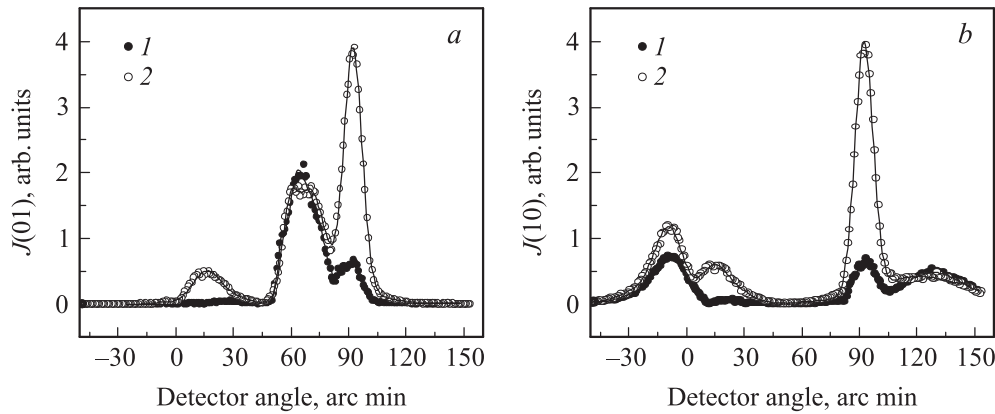 a
1
2
4
3
2
1
0
J(01), arb. units
–30 0 30 60 90 120 150
Detector angle, arc min
b
1
2
4
3
2
1
0
J(10), arb. units
–30 0 30 60 90 120 150
Detector angle, arc min